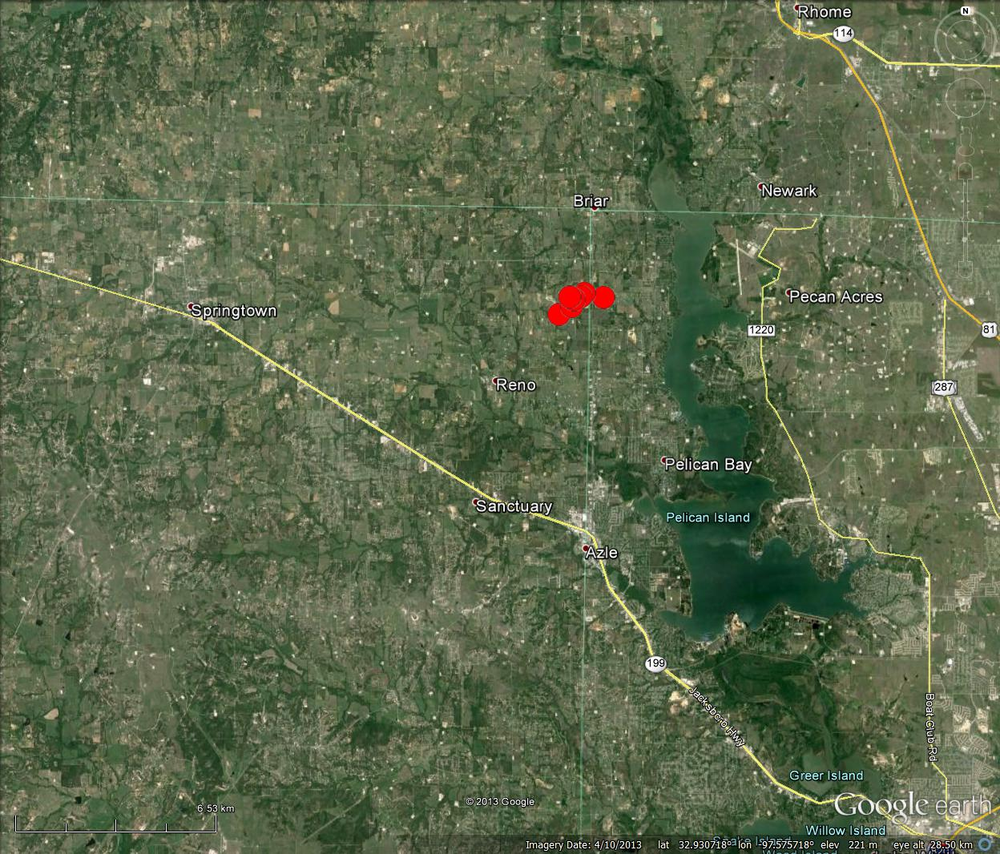 Rhome
114
N
Newark
Briar
Springtown
Pecan Acres
1220
81
Reno
287
Pelican Bay
Sanctuary
Pelican Island
Azle
199
Jacksboro Hwy
Boat Club Rd
Greer Island
© 2013 Google
Google earth
6.53 km
Willow Island
Snake Island
Imagery Date: 4/10/2013 lat 32.930718° lon -97.575718° elev 221 m eye alt 28.50 km